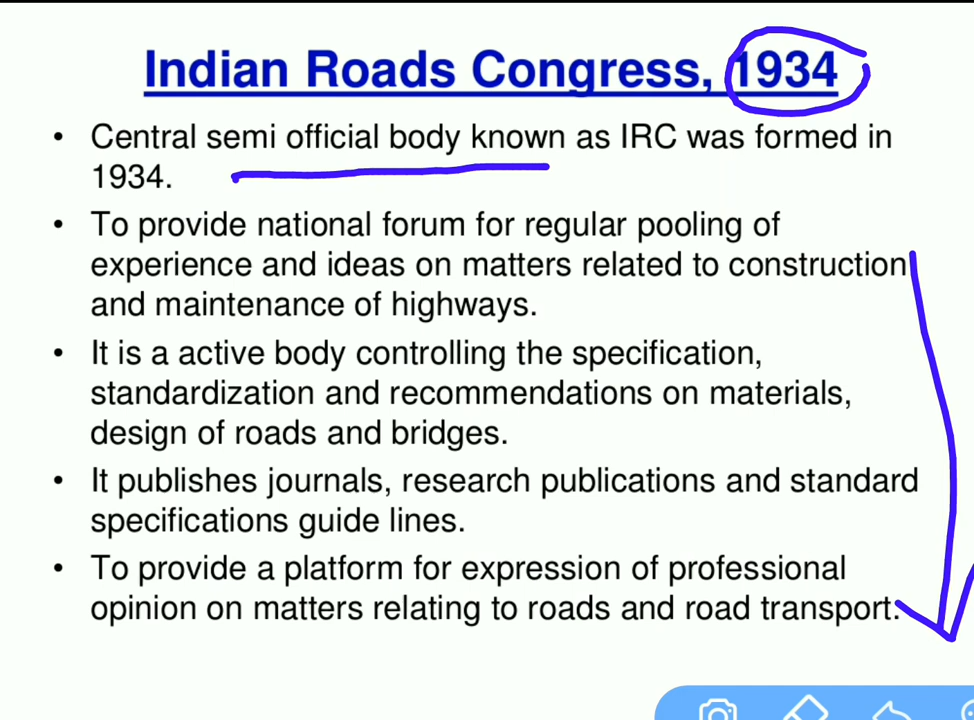 Indian Roads Congress, 1934
• Central semi official body known as IRC was formed in
1934.
• To provide national forum for regular pooling of
experience and ideas on matters related to construction
and maintenance of highways.
• It is a active body controlling the specification,
standardization and recommendations on materials,
design of roads and bridges.
• It publishes journals, research publications and standard
specifications guide lines.
• To provide a platform for expression of professional
opinion on matters relating to roads and road transport.